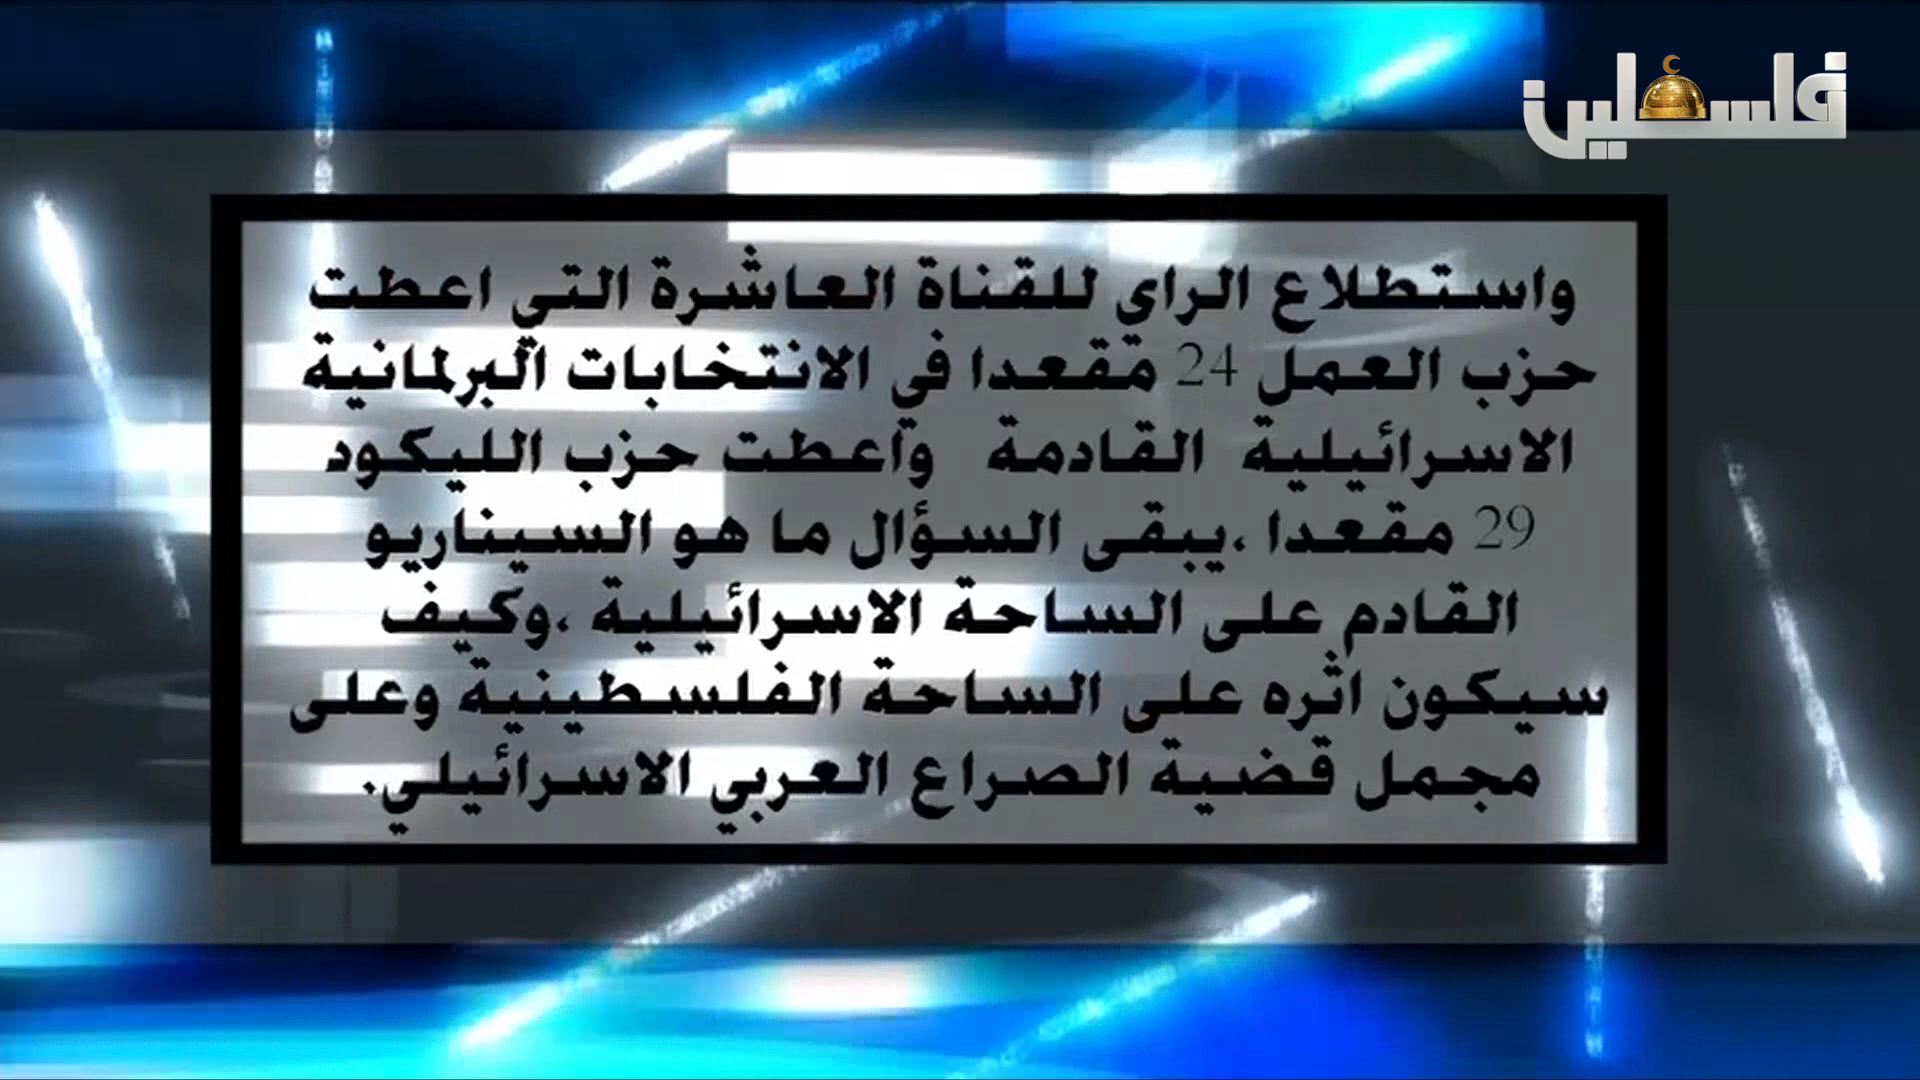 فلسطين
واستطلاع الراي للقناة العاشرة التي اعطت
حزب العمل 24 مقعدا في الانتخابات البرلمانية
الاسرائيلية القادمة واعطت حزب الليكود
29 مقعدا ،يبقى السؤال ما هو السيناريو
القادم على الساحة الاسرائيلية ،وكيف
سيكون اثره على الساحة الفلسطينية وعلى
مجمل قضية الصراع العربي الاسرائيلي.